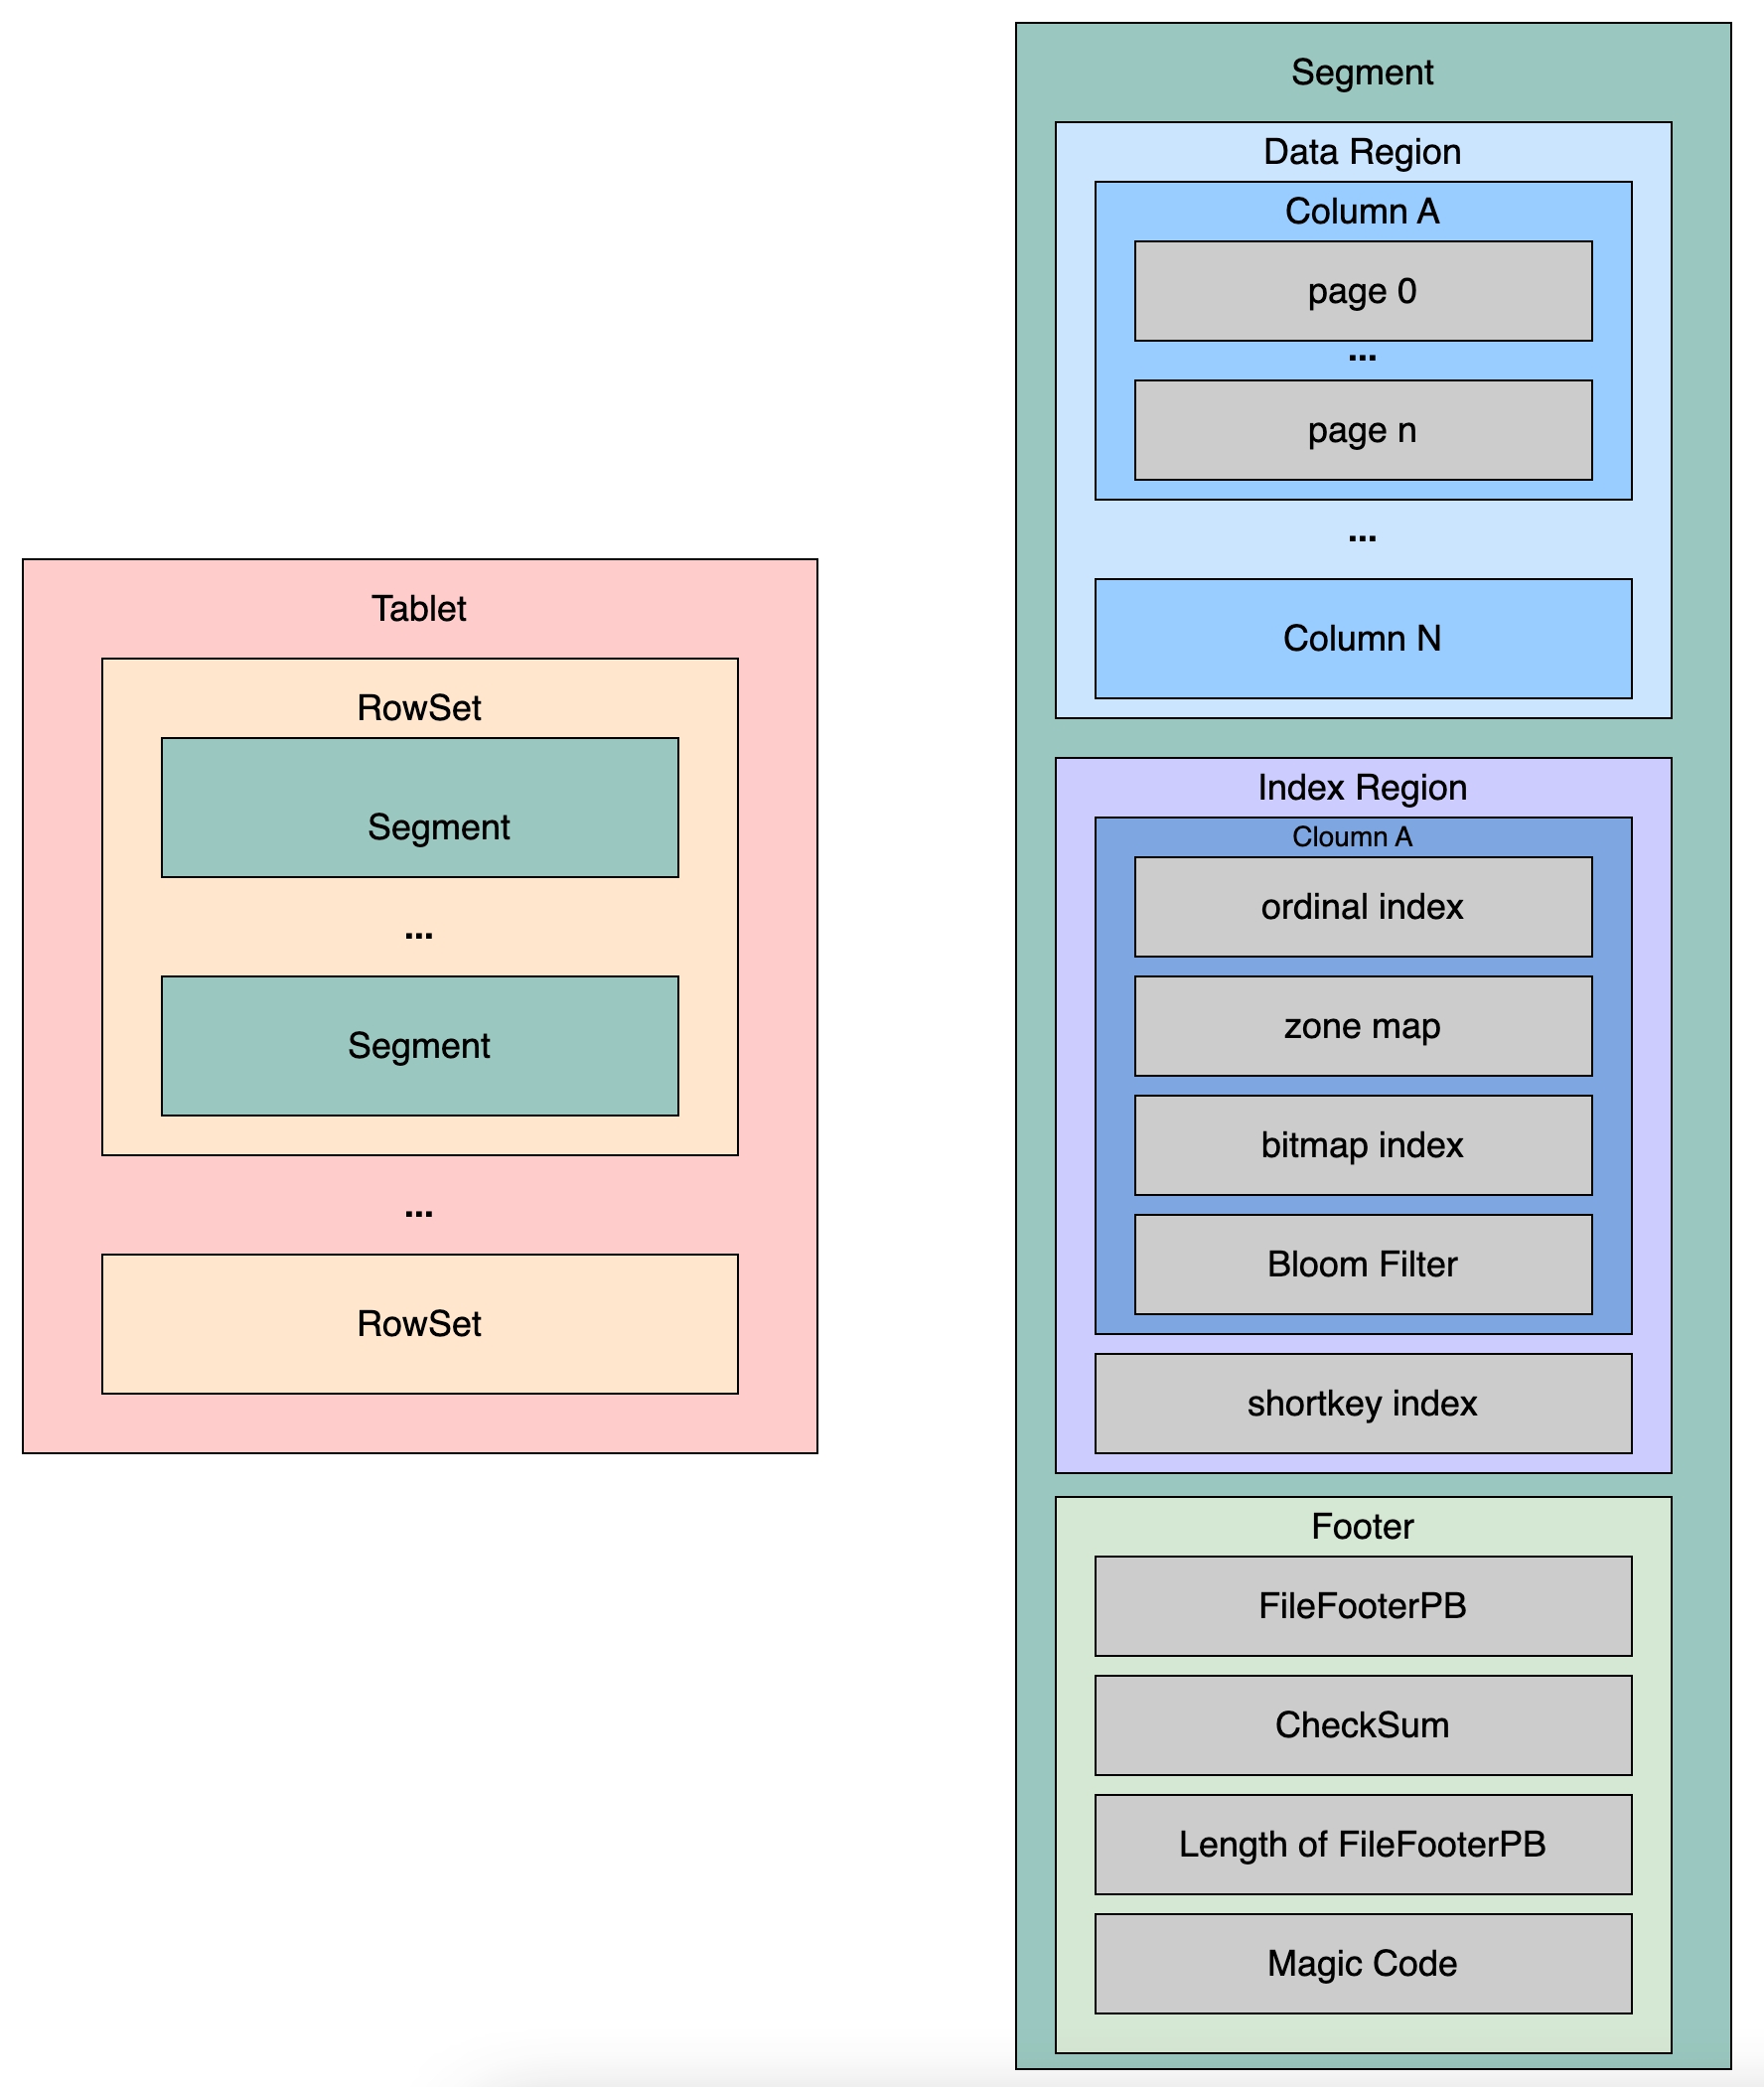 Tablet
RowSet
Segment
...
Segment
...
RowSet
Segment
Data Region
Column A
page 0
...
page n
...
Column N
Index Region
Cloumn A
ordinal index
zone map
bitmap index
Bloom Filter
shortkey index
Footer
FileFooterPB
CheckSum
Length of FileFooterPB
Magic Code